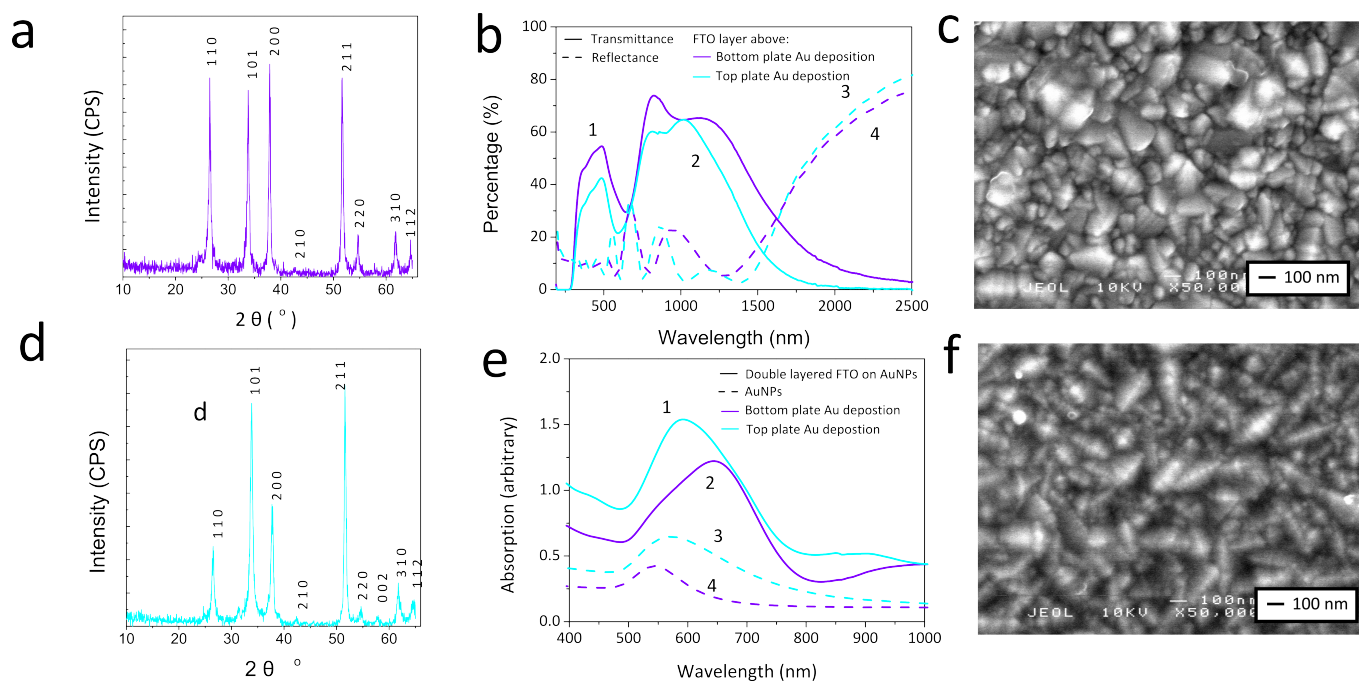 a
Intensity (CPS)
1 1 0
1 0 1
2 0 0
2 1 0
2 1 1
2 2 0
3 1 0
1 1 2
10 20 30 40 50 60
2 θ ( º )
b
Percentage (%)
100
80
60
40
20
0
Transmittance
Reflectance
FTO layer above:
Bottom plate Au deposition
Top plate Au depostion
1
2
3
4
500 1000 1500 2000 2500
Wavelength (nm)
c
100nm
JEOL 10KV X50,00
100 nm
d
Intensity (CPS)
d
1 1 0
1 0 1
2 0 0
2 1 0
2 1 1
2 2 0
0 0 2
3 1 0
1 1 2
10 20 30 40 50 60
2 θ º
e
Absorption (arbitrary)
2.0
1.5
1.0
0.5
0.0
Double layered FTO on AuNPs
AuNPs
Bottom plate Au depostion
Top plate Au depostion
1
2
3
4
400 500 600 700 800 900 1000
Wavelength (nm)
f
100nm
JEOL 10KV X50,000
100 nm